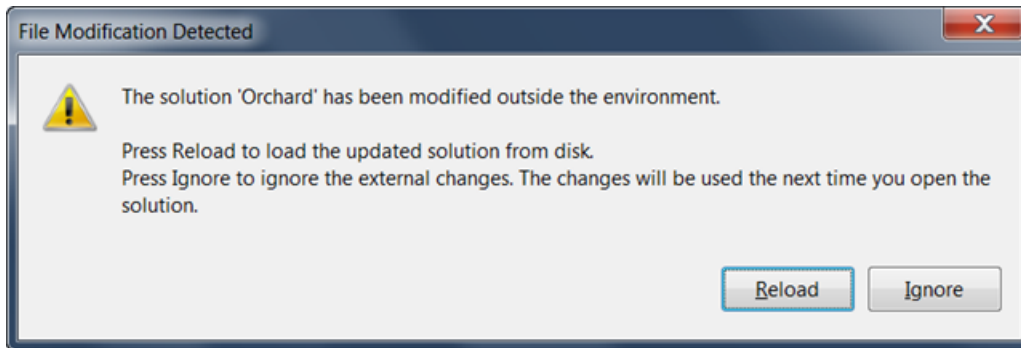 File Modification Detected
The solution 'Orchard' has been modified outside the environment.
Press Reload to load the updated solution from disk.
Press Ignore to ignore the external changes. The changes will be used the next time you open the
solution.
Reload
Ignore